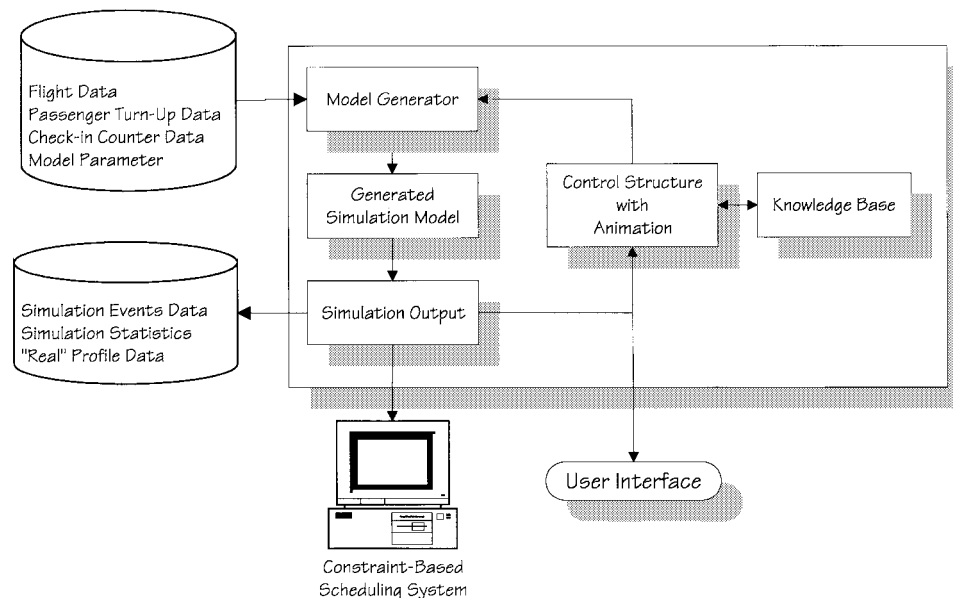 Flight Data
Passenger Turn-Up Data
Check-in Counter Data
Model Parameter
Model Generator
Generated
Simulation Model
Control Structure
with
Animation
Knowledge Base
Simulation Events Data
Simulation Statistics
"Real" Profile Data
Simulation Output
User Interface
Constraint-Based
Scheduling System